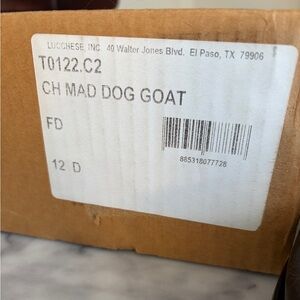 LUCCHESE, INC. 40 Walter Jones Blvd. El Paso, TX 79906
T0122.C2
CH MAD DOG GOAT
FD
12 D
885318077728